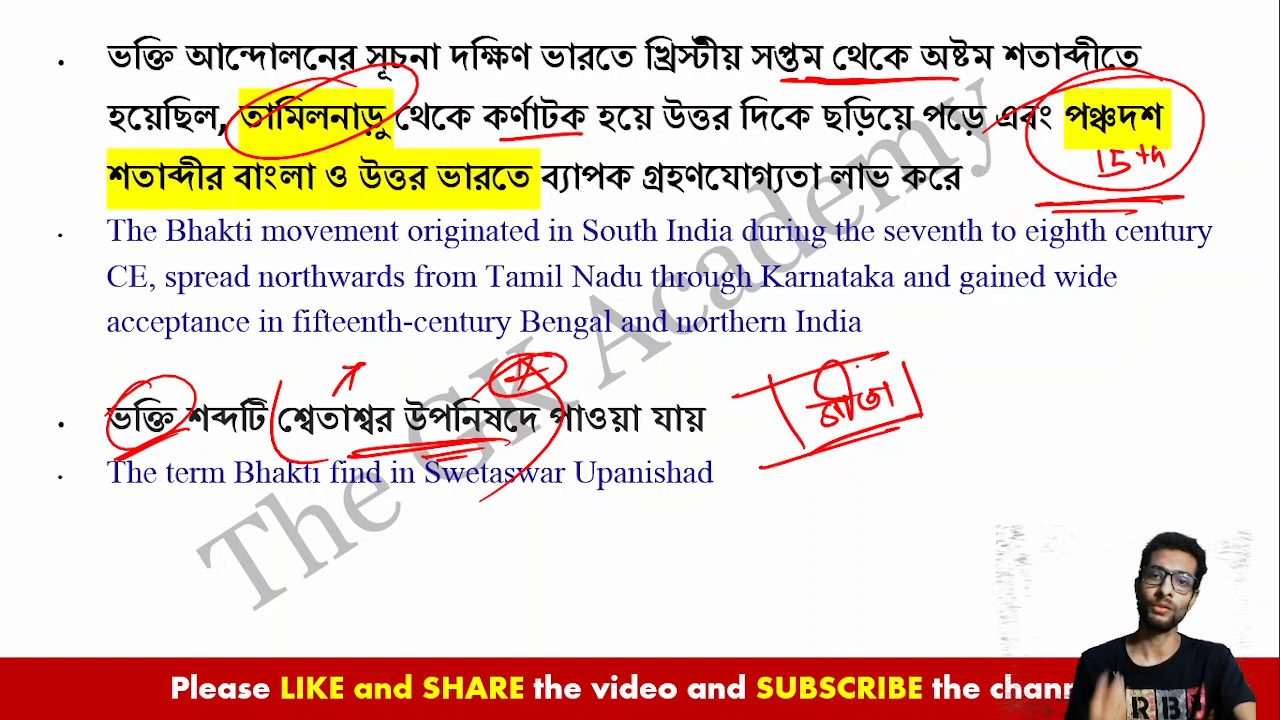 ভক্তি আন্দোলনের সূচনা দক্ষিণ ভারতে খ্রিস্টীয় সপ্তম থেকে অষ্টম শতাব্দীতে
হয়েছিল, তামিলনাড়ু থেকে কর্ণাটক হয়ে উত্তর দিকে ছড়িয়ে পড়ে এবং পঞ্চদশ
15th
শতাব্দীর বাংলা ও উত্তর ভারতে ব্যাপক গ্রহণযোগ্যতা লাভ করে
The Bhakti movement originated in South India during the seventh to eighth century
CE, spread northwards from Tamil Nadu through Karnataka and gained wide
acceptance in fifteenth-century Bengal and northern India
ভক্তি শব্দটি শ্বেতাশ্বর উপনিষদে পাওয়া যায়
গীতা
The term Bhakti find in Swetaswar Upanishad
The GK Academy
Please LIKE and SHARE the video and SUBSCRIBE the chann